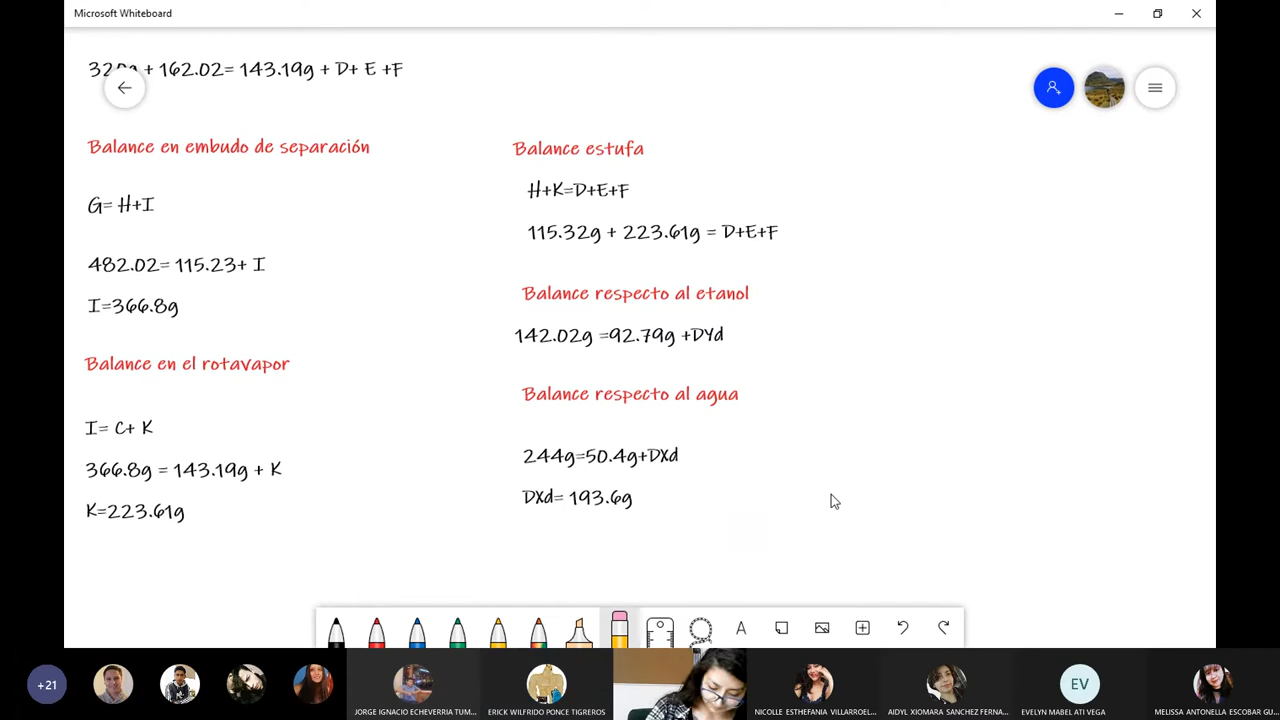 Microsoft Whiteboard
320g + 162.02= 143.19g + D+ E +F
Balance en embudo de separación
G= H+I
482.02= 115.23+ I
I=366.8g
Balance en el rotavapor
I= C+ K
366.8g = 143.19g + K
K=223.61g
Balance estufa
H+K=D+E+F
115.32g + 223.61g = D+E+F
Balance respecto al etanol
142.02g =92.79g +DYd
Balance respecto al agua
244g=50.4g+DXd
DXd= 193.6g
A
+21
JORGE IGNACIO ECHEVERRIA TUM...
ERICK WILFRIDO PONCE TIGREROS
NICOLLE ESTHEFANIA VILLARROEL...
AIDYL XIOMARA SANCHEZ FERNA...
EV
EVELYN MABEL ATI VEGA
MELISSA ANTONELLA ESCOBAR GU...